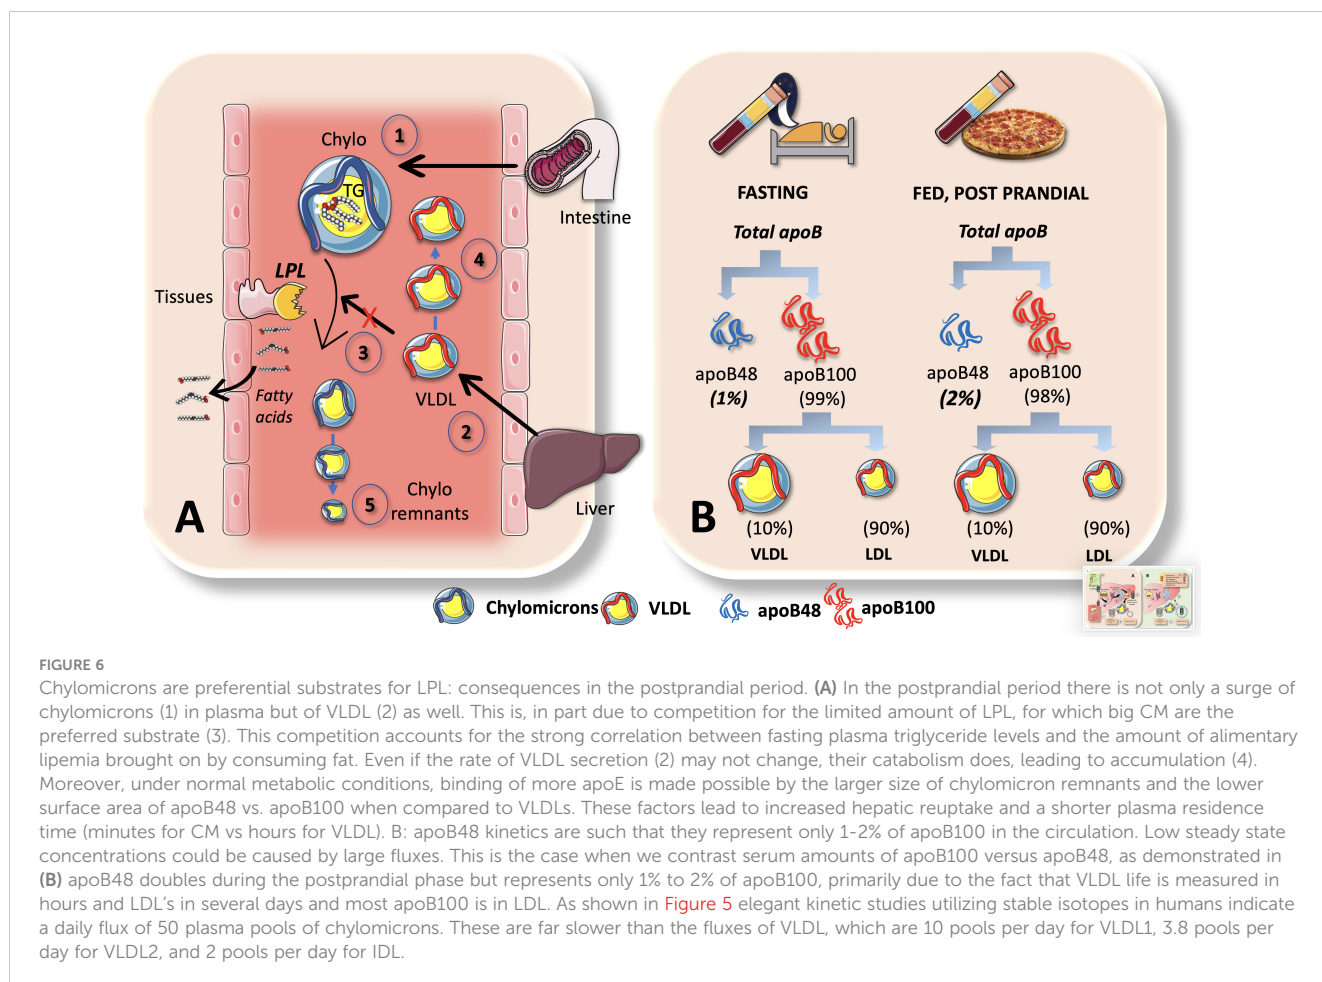 Chylo
1
TG
Intestine
4
LPL
Tissues
X
3
Fatty
acids
VLDL
2
5
Chylo
remnants
Liver
A
FASTING
FED, POST PRANDIAL
Total apoB
Total apoB
apoB48
(1%)
apoB100
(99%)
apoB48
(2%)
apoB100
(98%)
B
(10%)
VLDL
(90%)
LDL
(10%)
VLDL
(90%)
LDL
Chylomicrons
VLDL
apoB48
apoB100
FIGURE 6
Chylomicrons are preferential substrates for LPL: consequences in the postprandial period. (A) In the postprandial period there is not only a surge of
chylomicrons (1) in plasma but of VLDL (2) as well. This is, in part due to competition for the limited amount of LPL, for which big CM are the
preferred substrate (3). This competition accounts for the strong correlation between fasting plasma triglyceride levels and the amount of alimentary
lipemia brought on by consuming fat. Even if the rate of VLDL secretion (2) may not change, their catabolism does, leading to accumulation (4).
Moreover, under normal metabolic conditions, binding of more apoE is made possible by the larger size of chylomicron remnants and the lower
surface area of apoB48 vs. apoB100 when compared to VLDLs. These factors lead to increased hepatic reuptake and a shorter plasma residence
time (minutes for CM vs hours for VLDL). B: apoB48 kinetics are such that they represent only 1-2% of apoB100 in the circulation. Low steady state
concentrations could be caused by large fluxes. This is the case when we contrast serum amounts of apoB100 versus apoB48, as demonstrated in
(B) apoB48 doubles during the postprandial phase but represents only 1% to 2% of apoB100, primarily due to the fact that VLDL life is measured in
hours and LDL's in several days and most apoB100 is in LDL. As shown in Figure 5 elegant kinetic studies utilizing stable isotopes in humans indicate
a daily flux of 50 plasma pools of chylomicrons. These are far slower than the fluxes of VLDL, which are 10 pools per day for VLDL1, 3.8 pools per
day for VLDL2, and 2 pools per day for IDL.